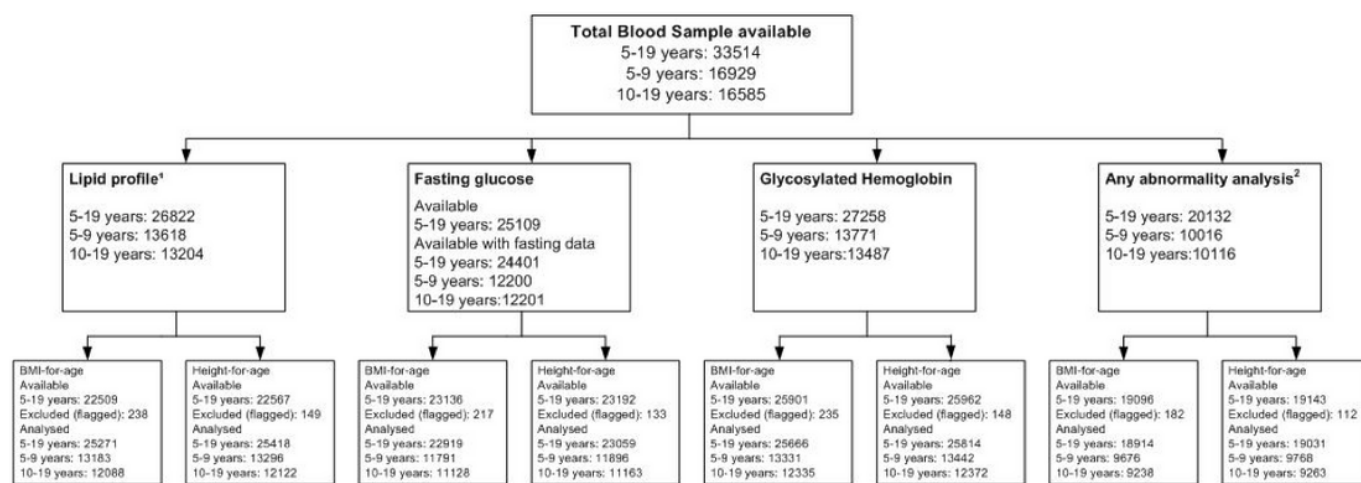 Total Blood Sample available
5-19 years: 33514
5-9 years: 16929
10-19 years: 16585
Lipid profile¹
5-19 years: 26822
5-9 years: 13618
10-19 years: 13204
Fasting glucose
Available
5-19 years: 25109
Available with fasting data
5-19 years: 24401
5-9 years: 12200
10-19 years:12201
Glycosylated Hemoglobin
5-19 years: 27258
5-9 years: 13771
10-19 years:13487
Any abnormality analysis²
5-19 years: 20132
5-9 years: 10016
10-19 years:10116
BMI-for-age
Available
5-19 years: 22509
Excluded (flagged): 238
Analysed
5-19 years: 25271
5-9 years: 13183
10-19 years: 12088
Height-for-age
Available
5-19 years: 22567
Excluded (flagged): 149
Analysed
5-19 years: 25418
5-9 years: 13296
10-19 years: 12122
BMI-for-age
Available
5-19 years: 23136
Excluded (flagged): 217
Analysed
5-19 years: 22919
5-9 years: 11791
10-19 years: 11128
Height-for-age
Available
5-19 years: 23192
Excluded (flagged): 133
Analysed
5-19 years: 23059
5-9 years: 11896
10-19 years: 11163
BMI-for-age
Available
5-19 years: 25901
Excluded (flagged): 235
Analysed
5-19 years: 25666
5-9 years: 13331
10-19 years: 12335
Height-for-age
Available
5-19 years: 25962
Excluded (flagged): 148
Analysed
5-19 years: 25814
5-9 years: 13442
10-19 years: 12372
BMI-for-age
Available
5-19 years: 19096
Excluded (flagged): 182
Analysed
5-19 years: 18914
5-9 years: 9676
10-19 years: 9238
Height-for-age
Available
5-19 years: 19143
Excluded (flagged): 112
Analysed
5-19 years: 19031
5-9 years: 9768
10-19 years: 9263